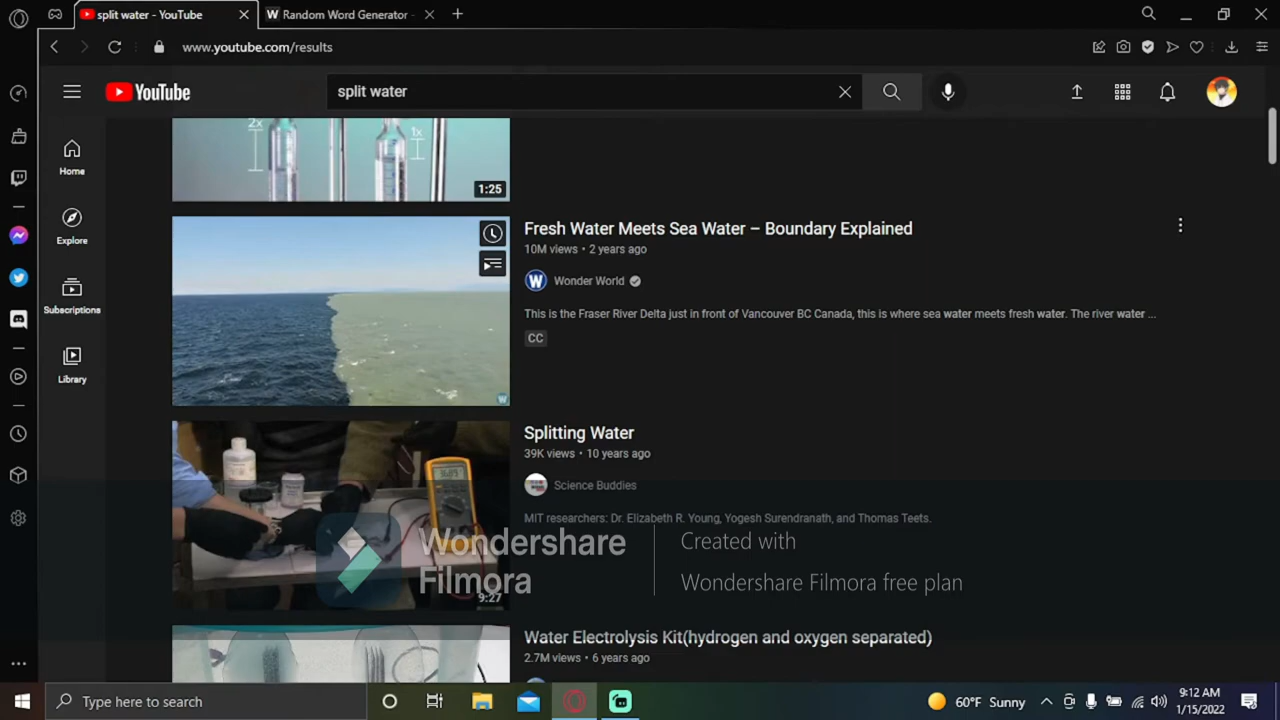 split water - YouTube
Random Word Generator -
www.youtube.com/results
YouTube
split water
Home
Explore
Subscriptions
Library
2x
1x
1:25
Fresh Water Meets Sea Water – Boundary Explained
10M views • 2 years ago
W Wonder World
This is the Fraser River Delta just in front of Vancouver BC Canada, this is where sea water meets fresh water. The river water ...
CC
Splitting Water
39K views • 10 years ago
Science Buddies
MIT researchers: Dr. Elizabeth R. Young, Yogesh Surendranath, and Thomas Teets.
9:27
Wondershare
Filmora
Created with
Wondershare Filmora free plan
Water Electrolysis Kit(hydrogen and oxygen separated)
2.7M views • 6 years ago
Type here to search
60°F Sunny
9:12 AM
1/15/2022